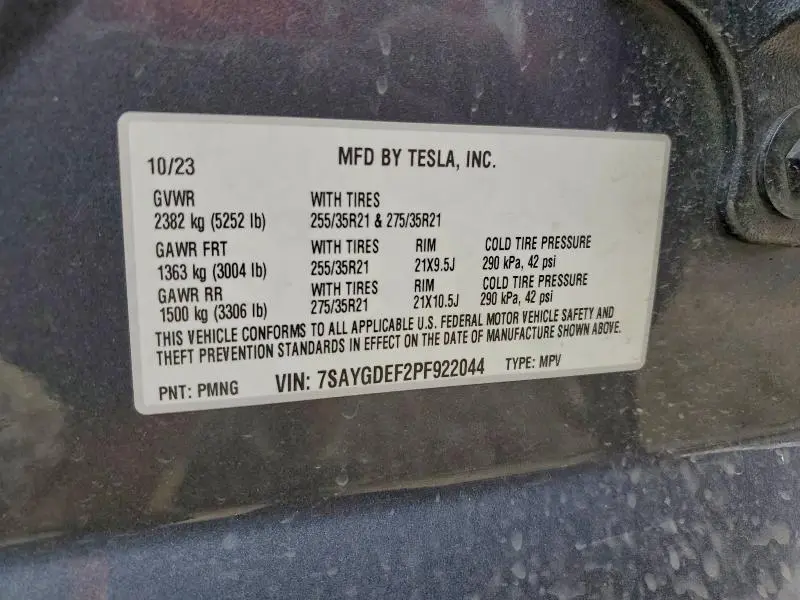 10/23 MFD BY TESLA, INC.
GVWR WITH TIRES
2382 kg (5252 lb) 255/35R21 & 275/35R21
GAWR FRT WITH TIRES RIM COLD TIRE PRESSURE
1363 kg (3004 lb) 255/35R21 21X9.5J 290 kPa, 42 psi
GAWR RR WITH TIRES RIM COLD TIRE PRESSURE
1500 kg (3306 lb) 275/35R21 21X10.5J 290 kPa, 42 psi
THIS VEHICLE CONFORMS TO ALL APPLICABLE U.S. FEDERAL MOTOR VEHICLE SAFETY AND
THEFT PREVENTION STANDARDS IN EFFECT ON THE DATE OF MANUFACTURE SHOWN ABOVE.
PNT: PMNG VIN: 7SAYGDEF2PF922044 TYPE: MPV